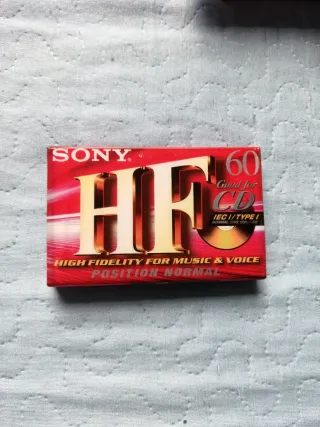 SONY
HF
60
Good for
CD
IEC I / TYPE I
HIGH FIDELITY FOR MUSIC & VOICE
POSITION NORMAL